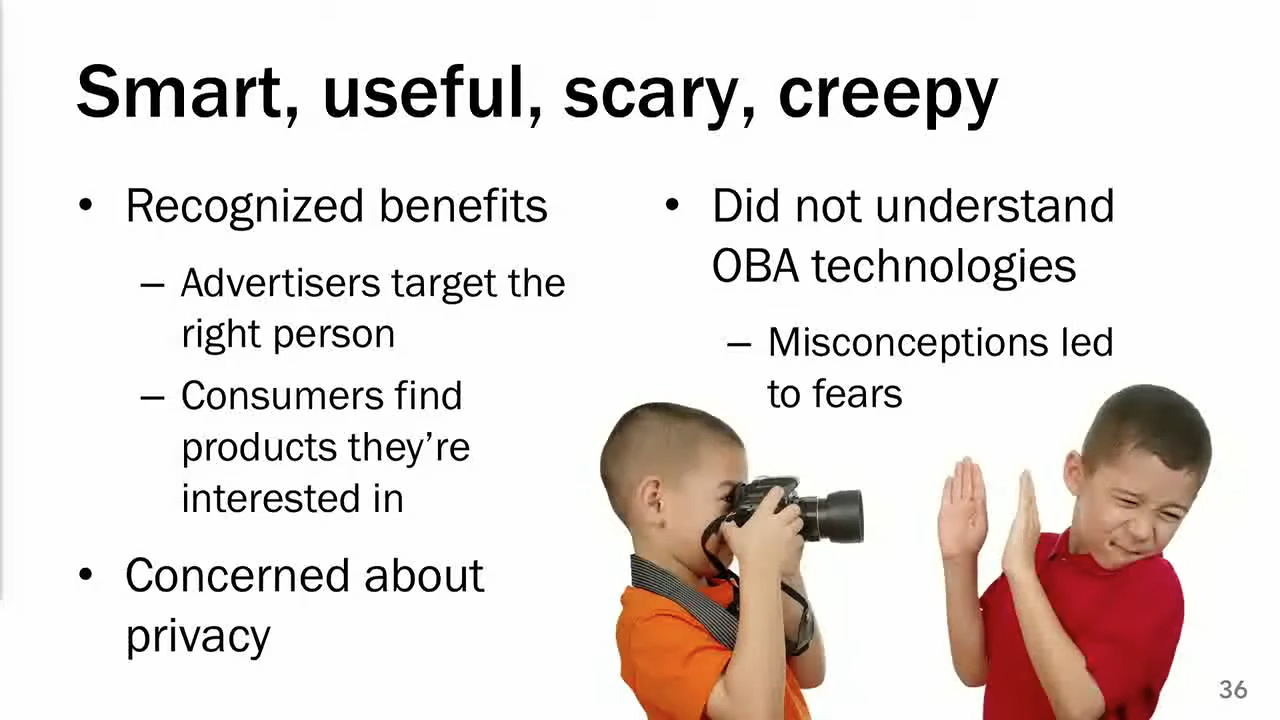 Smart, useful, scary, creepy
• Recognized benefits
– Advertisers target the
right person
– Consumers find
products they’re
interested in
• Concerned about
privacy
• Did not understand
OBA technologies
– Misconceptions led
to fears
36